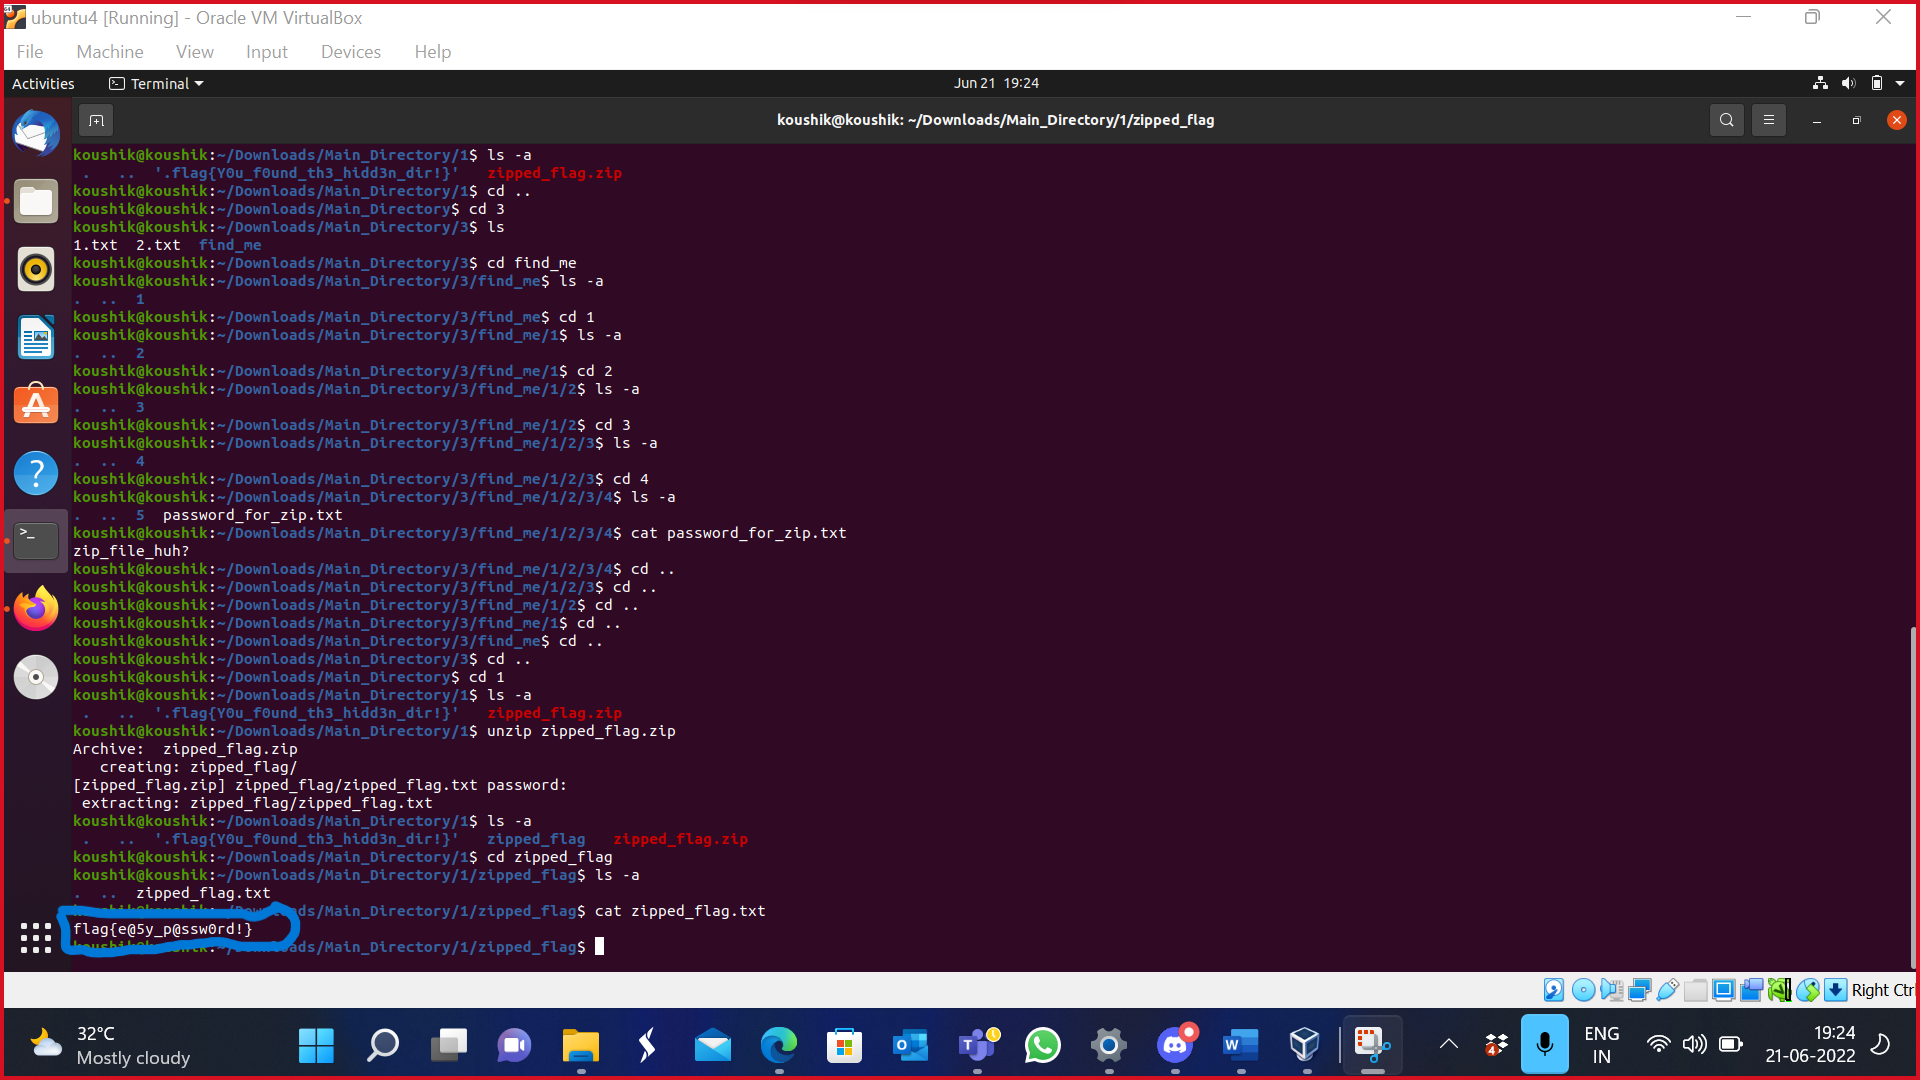 ubuntu4 [Running] - Oracle VM VirtualBox
File Machine View Input Devices Help
Activities Terminal Jun 21 19:24
koushik@koushik: ~/Downloads/Main_Directory/1/zipped_flag
koushik@koushik:~/Downloads/Main_Directory/1$ ls -a
. .. '.flag{Y0u_f0und_th3_hidd3n_dir!}' zipped_flag.zip
koushik@koushik:~/Downloads/Main_Directory/1$ cd ..
koushik@koushik:~/Downloads/Main_Directory$ cd 3
koushik@koushik:~/Downloads/Main_Directory/3$ ls
1.txt 2.txt find_me
koushik@koushik:~/Downloads/Main_Directory/3$ cd find_me
koushik@koushik:~/Downloads/Main_Directory/3/find_me$ ls -a
. .. 1
koushik@koushik:~/Downloads/Main_Directory/3/find_me$ cd 1
koushik@koushik:~/Downloads/Main_Directory/3/find_me/1$ ls -a
. .. 2
koushik@koushik:~/Downloads/Main_Directory/3/find_me/1$ cd 2
koushik@koushik:~/Downloads/Main_Directory/3/find_me/1/2$ ls -a
. .. 3
koushik@koushik:~/Downloads/Main_Directory/3/find_me/1/2$ cd 3
koushik@koushik:~/Downloads/Main_Directory/3/find_me/1/2/3$ ls -a
. .. 4
koushik@koushik:~/Downloads/Main_Directory/3/find_me/1/2/3$ cd 4
koushik@koushik:~/Downloads/Main_Directory/3/find_me/1/2/3/4$ ls -a
. .. 5 password_for_zip.txt
koushik@koushik:~/Downloads/Main_Directory/3/find_me/1/2/3/4$ cat password_for_zip.txt
zip_file_huh?
koushik@koushik:~/Downloads/Main_Directory/3/find_me/1/2/3/4$ cd ..
koushik@koushik:~/Downloads/Main_Directory/3/find_me/1/2/3$ cd ..
koushik@koushik:~/Downloads/Main_Directory/3/find_me/1/2$ cd ..
koushik@koushik:~/Downloads/Main_Directory/3/find_me/1$ cd ..
koushik@koushik:~/Downloads/Main_Directory/3/find_me$ cd ..
koushik@koushik:~/Downloads/Main_Directory/3$ cd ..
koushik@koushik:~/Downloads/Main_Directory$ cd 1
koushik@koushik:~/Downloads/Main_Directory/1$ ls -a
. .. '.flag{Y0u_f0und_th3_hidd3n_dir!}' zipped_flag.zip
koushik@koushik:~/Downloads/Main_Directory/1$ unzip zipped_flag.zip
Archive: zipped_flag.zip
creating: zipped_flag/
[zipped_flag.zip] zipped_flag/zipped_flag.txt password:
extracting: zipped_flag/zipped_flag.txt
koushik@koushik:~/Downloads/Main_Directory/1$ ls -a
. .. '.flag{Y0u_f0und_th3_hidd3n_dir!}' zipped_flag zipped_flag.zip
koushik@koushik:~/Downloads/Main_Directory/1$ cd zipped_flag
koushik@koushik:~/Downloads/Main_Directory/1/zipped_flag$ ls -a
. .. zipped_flag.txt
/Main_Directory/1/zipped_flag$ cat zipped_flag.txt
flag{e@5y_p@ssw0rd!}
koushik@koushik:~/Downloads/Main_Directory/1/zipped_flag$
Right Ctrl
32°C
Mostly cloudy
4
ENG
IN
19:24
21-06-2022